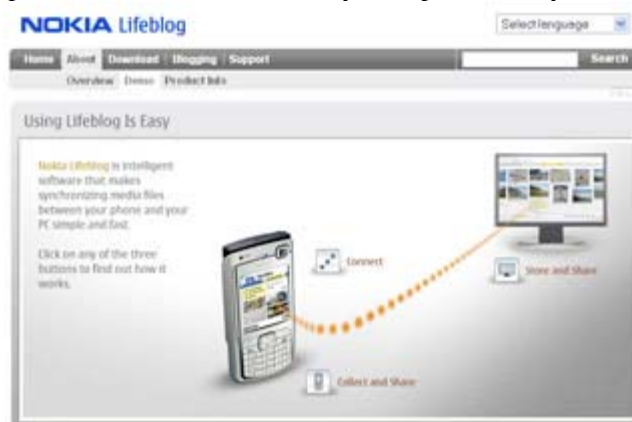 NOKIA Lifeblog
Select language
Home About Download Blogging Support
Search
Overview Demo Product Info
Using Lifeblog Is Easy
Nokia Lifeblog is intelligent
software that makes
synchronizing media files
between your phone and your
PC simple and fast.
Click on any of the three
buttons to find out how it
works.
Connect
Store and Share
Collect and Share